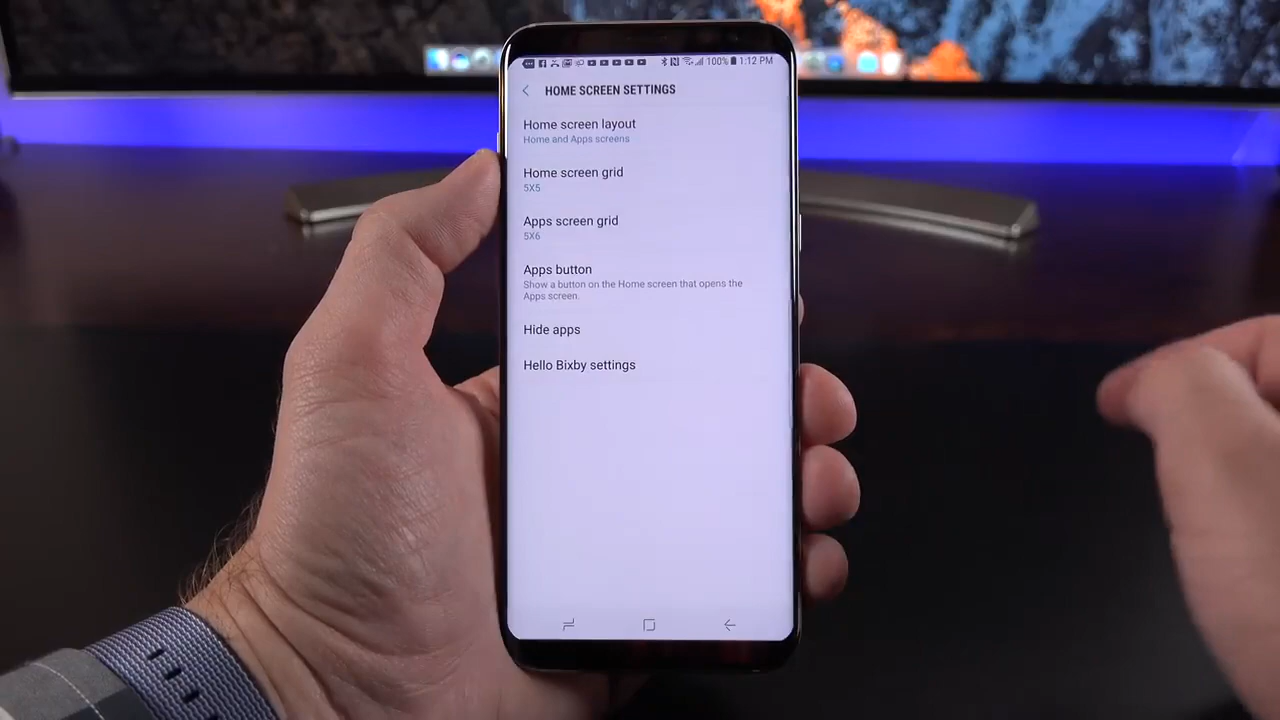 100% 1:12 PM
HOME SCREEN SETTINGS
Home screen layout
Home and Apps screens
Home screen grid
5X5
Apps screen grid
5X6
Apps button
Show a button on the Home screen that opens the
Apps screen.
Hide apps
Hello Bixby settings